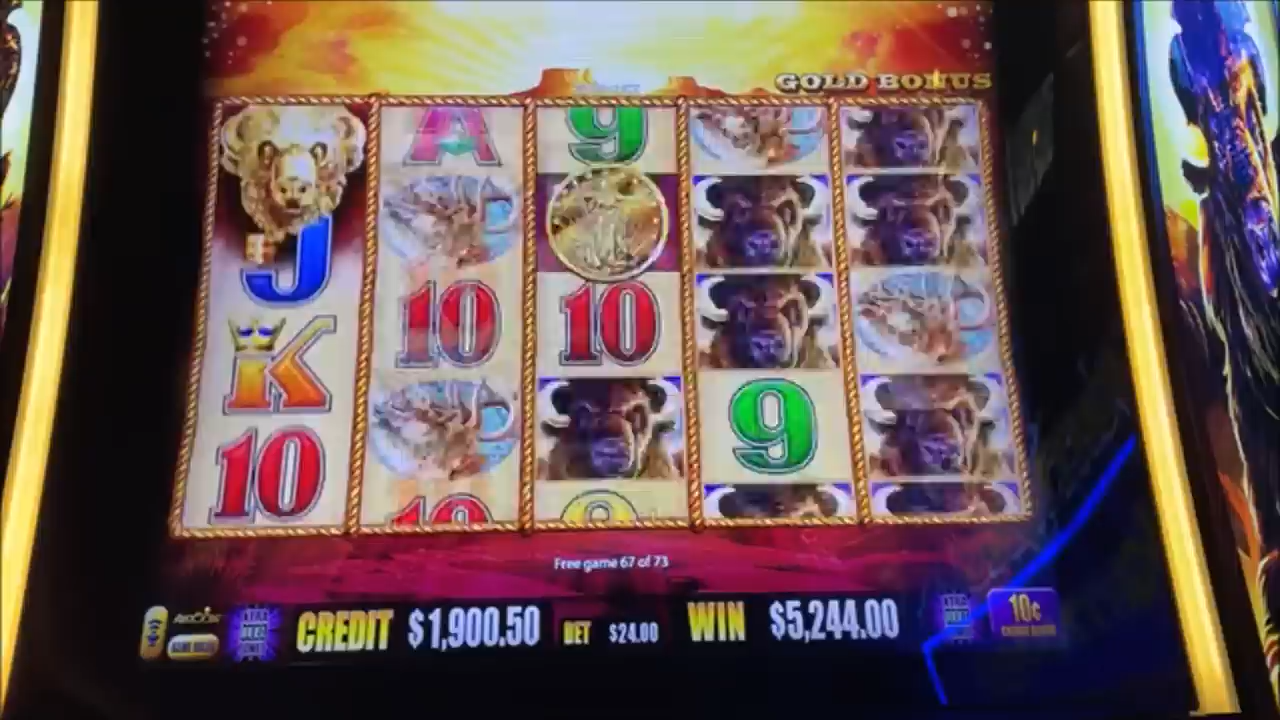 GOLD BONUS
A 9
J 10 10
K 9
10 10
Free game 67 of 73
CREDIT $1,900.50 BET $24.00 WIN $5,244.00 10¢